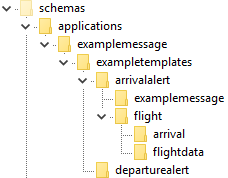 schemas
applications
examplemessage
exampletemplates
arrivalalert
examplemessage
flight
arrival
flightdata
departurealert